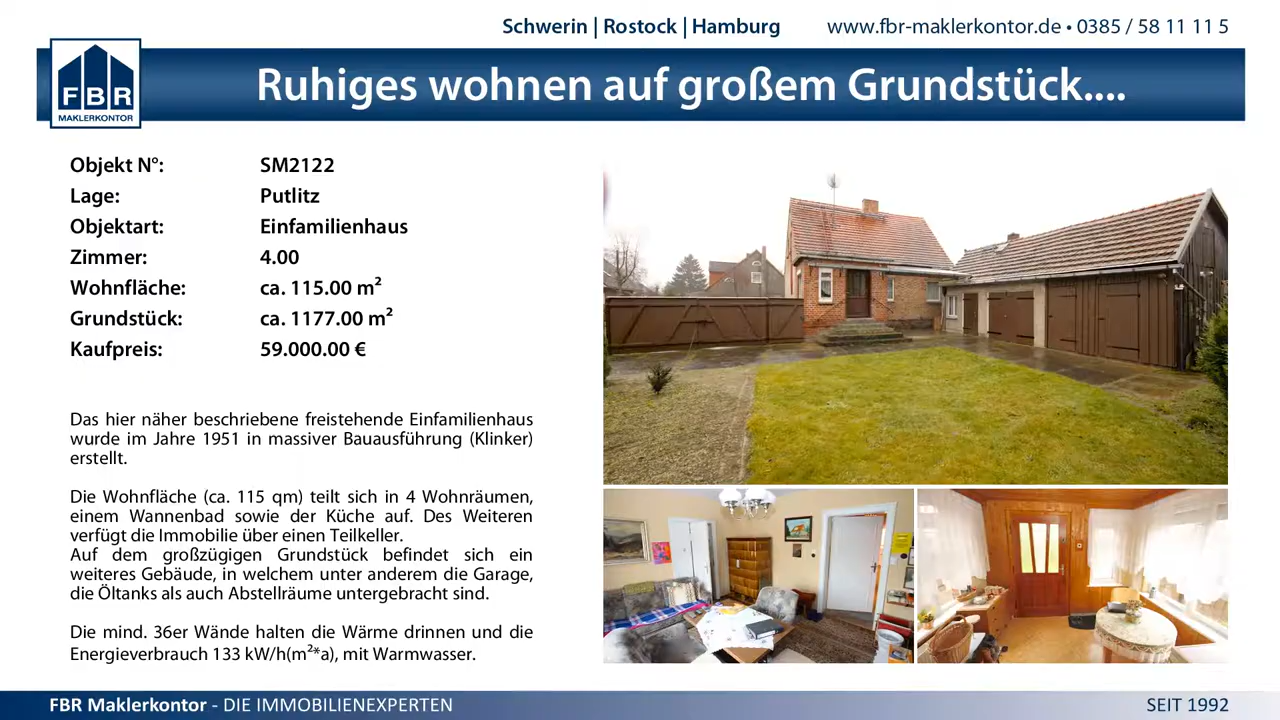 Schwerin | Rostock | Hamburg www.fbr-maklerkontor.de • 0385 / 58 11 11 5
FBR
MAKLERKONTOR
Ruhiges wohnen auf großem Grundstück....
Objekt N°: SM2122
Lage: Putlitz
Objektart: Einfamilienhaus
Zimmer: 4.00
Wohnfläche: ca. 115.00 m²
Grundstück: ca. 1177.00 m²
Kaufpreis: 59.000.00 €
Das hier näher beschriebene freistehende Einfamilienhaus
wurde im Jahre 1951 in massiver Bauausführung (Klinker)
erstellt.
Die Wohnfläche (ca. 115 qm) teilt sich in 4 Wohnräumen,
einem Wannenbad sowie der Küche auf. Des Weiteren
verfügt die Immobilie über einen Teilkeller.
Auf dem großzügigen Grundstück befindet sich ein
weiteres Gebäude, in welchem unter anderem die Garage,
die Öltanks als auch Abstellräume untergebracht sind.
Die mind. 36er Wände halten die Wärme drinnen und die
Energieverbrauch 133 kW/h(m²*a), mit Warmwasser.
FBR Maklerkontor - DIE IMMOBILIENEXPERTEN SEIT 1992